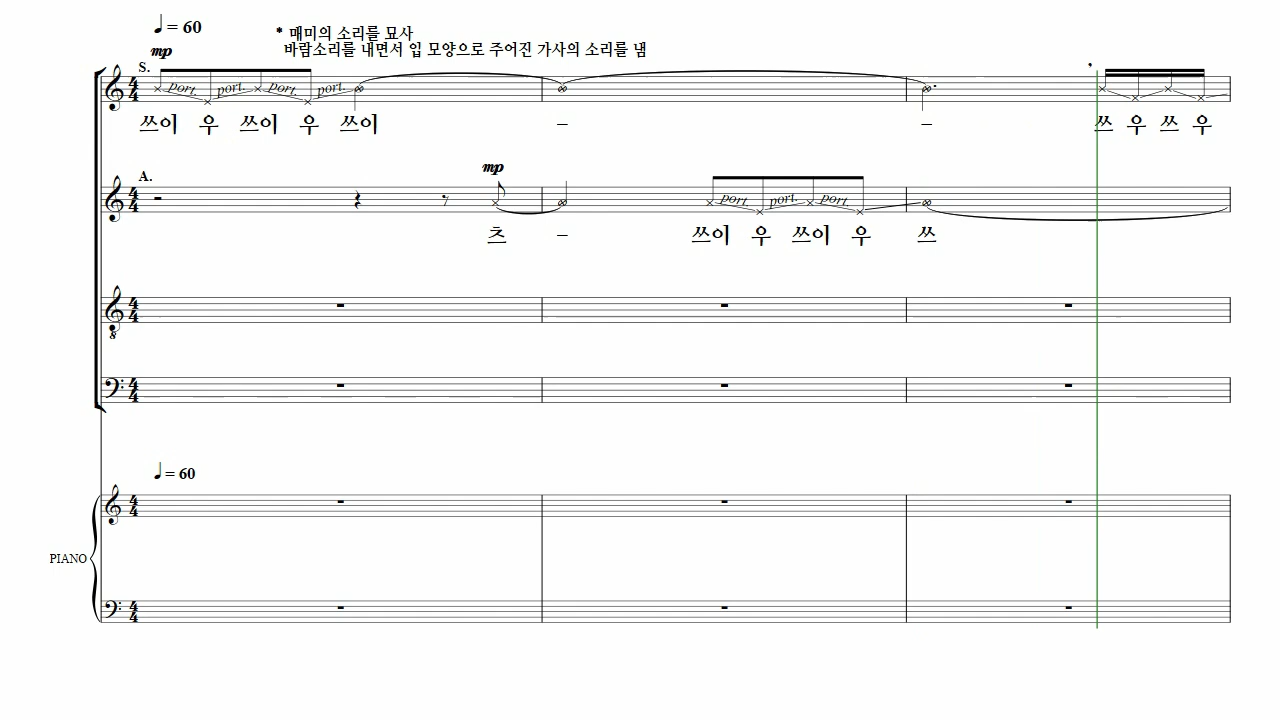 ♩= 60
* 매미의 소리를 묘사
바람소리를 내면서 입 모양으로 주어진 가사의 소리를 냄
mp
S.
port. port. port. port.
쓰이 우 쓰이 우 쓰이 – – 쓰 우 쓰 우
mp
A.
port. port. port.
츠 – 쓰이 우 쓰이 우 쓰
8
♩= 60
PIANO